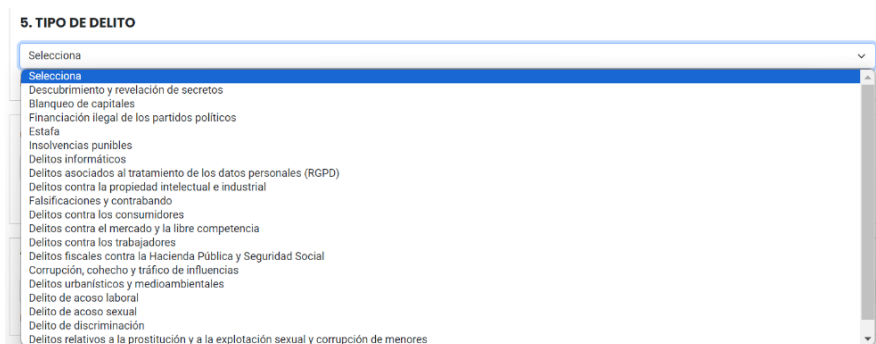 5. TIPO DE DELITO
Selecciona
Selecciona
Descubrimiento y revelación de secretos
Blanqueo de capitales
Financiación ilegal de los partidos políticos
Estafa
Insolvencias punibles
Delitos informáticos
Delitos asociados al tratamiento de los datos personales (RGPD)
Delitos contra la propiedad intelectual e industrial
Falsificaciones y contrabando
Delitos contra los consumidores
Delitos contra el mercado y la libre competencia
Delitos contra los trabajadores
Delitos fiscales contra la Hacienda Pública y Seguridad Social
Corrupción, cohecho y tráfico de influencias
Delitos urbanísticos y medioambientales
Delito de acoso laboral
Delito de acoso sexual
Delito de discriminación
Delitos relativos a la prostitución y a la explotación sexual y corrupción de menores